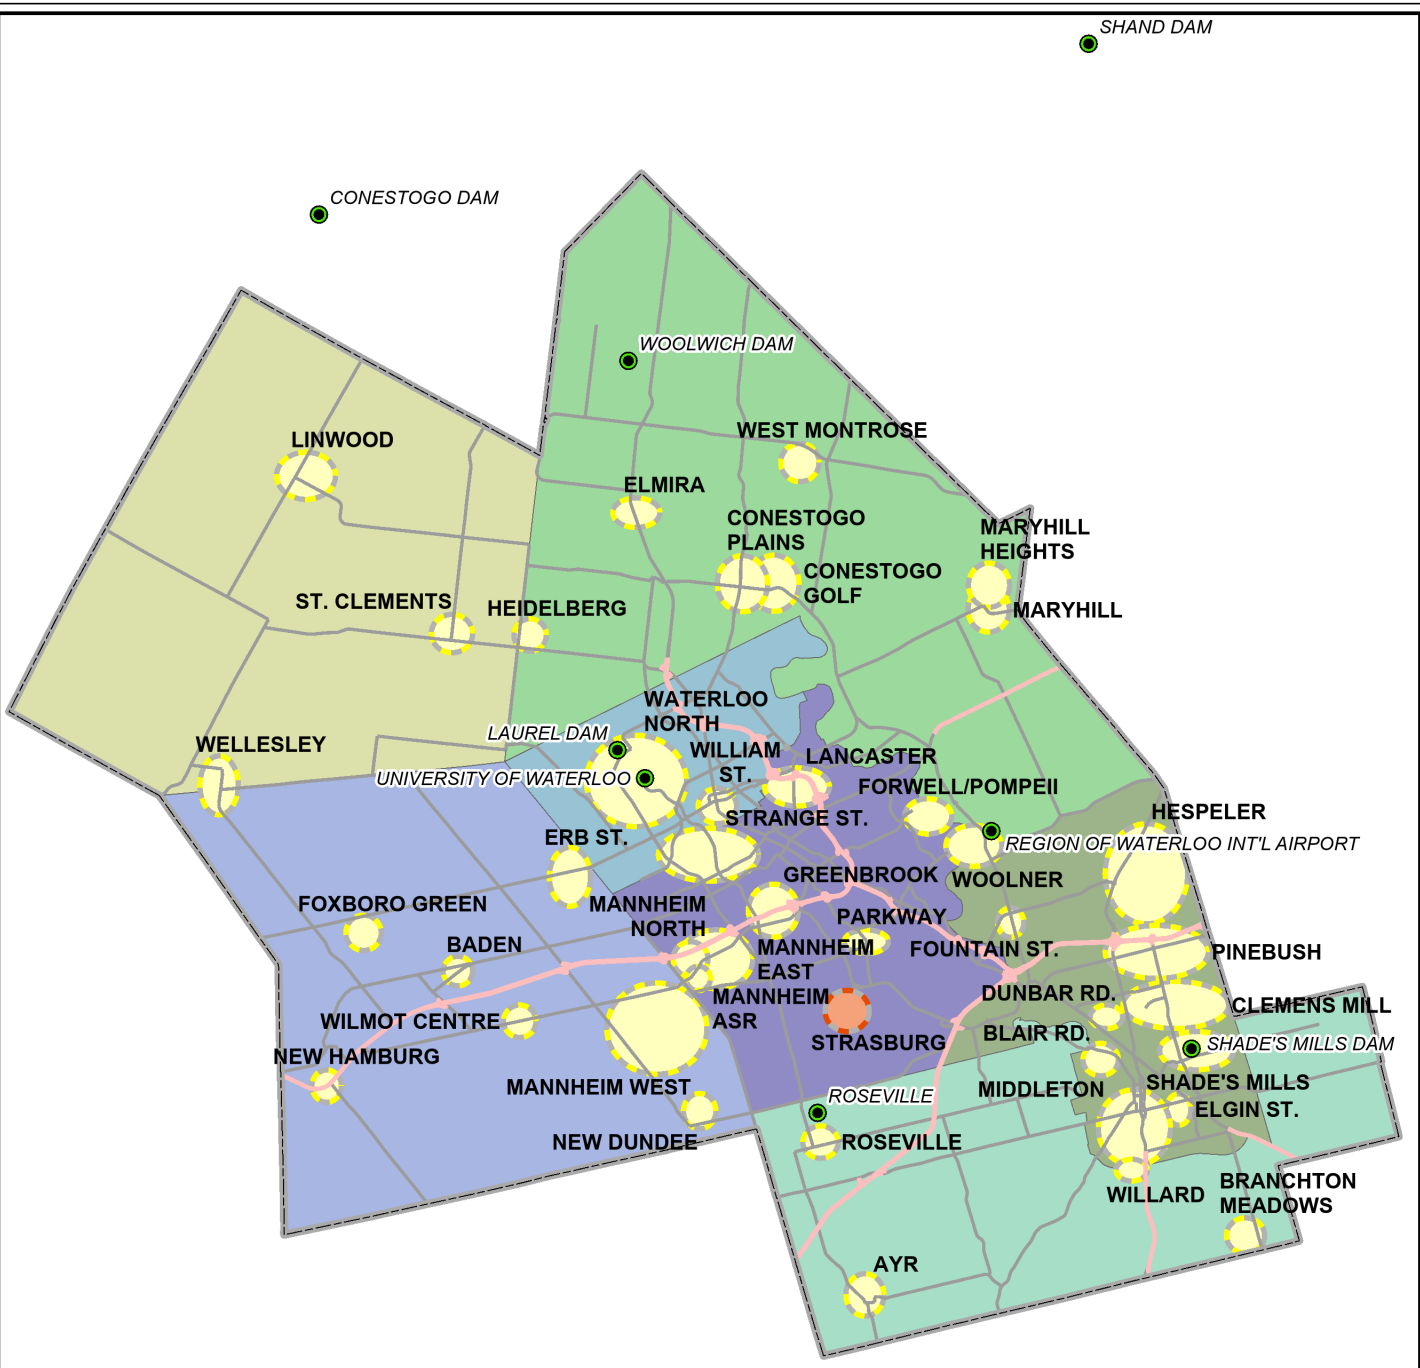 SHAND DAM
CONESTOGO DAM
WOOLWICH DAM
WEST MONTROSE
LINWOOD
ELMIRA
CONESTOGO
PLAINS
MARYHILL
HEIGHTS
CONESTOGO
GOLF
ST. CLEMENTS
HEIDELBERG
MARYHILL
WATERLOO
NORTH
LAUREL DAM
WELLESLEY
WILLIAM
ST.
LANCASTER
UNIVERSITY OF WATERLOO
FORWELL/POMPEII
HESPELER
STRANGE ST.
ERB ST.
REGION OF WATERLOO INT'L AIRPORT
GREENBROOK
WOOLNER
FOXBORO GREEN
MANNHEIM
NORTH
PARKWAY
BADEN
MANNHEIM
EAST
FOUNTAIN ST.
PINEBUSH
MANNHEIM
ASR
DUNBAR RD.
CLEMENS MILL
WILMOT CENTRE
BLAIR RD.
STRASBURG
SHADE'S MILLS DAM
NEW HAMBURG
MANNHEIM WEST
MIDDLETON
SHADE'S MILLS
ROSEVILLE
ELGIN ST.
NEW DUNDEE
ROSEVILLE
WILLARD
BRANCHTON
MEADOWS
AYR